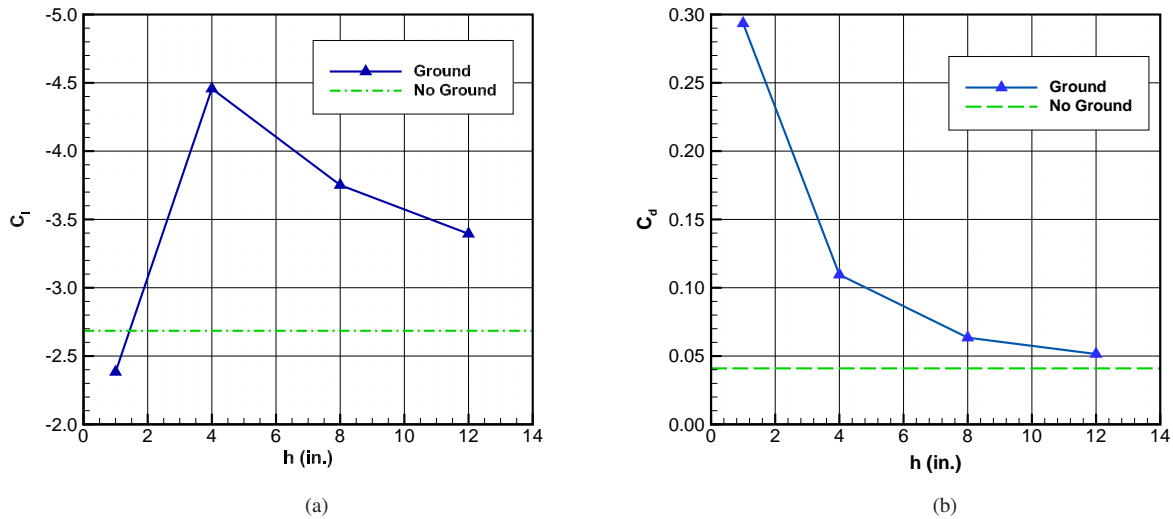 -5.0
-4.5
-4.0
-3.5
-3.0
-2.5
-2.0
C_l
0 2 4 6 8 10 12 14
h (in.)
Ground
No Ground
(a)
0.30
0.25
0.20
0.15
0.10
0.05
0.00
C_d
0 2 4 6 8 10 12 14
h (in.)
Ground
No Ground
(b)